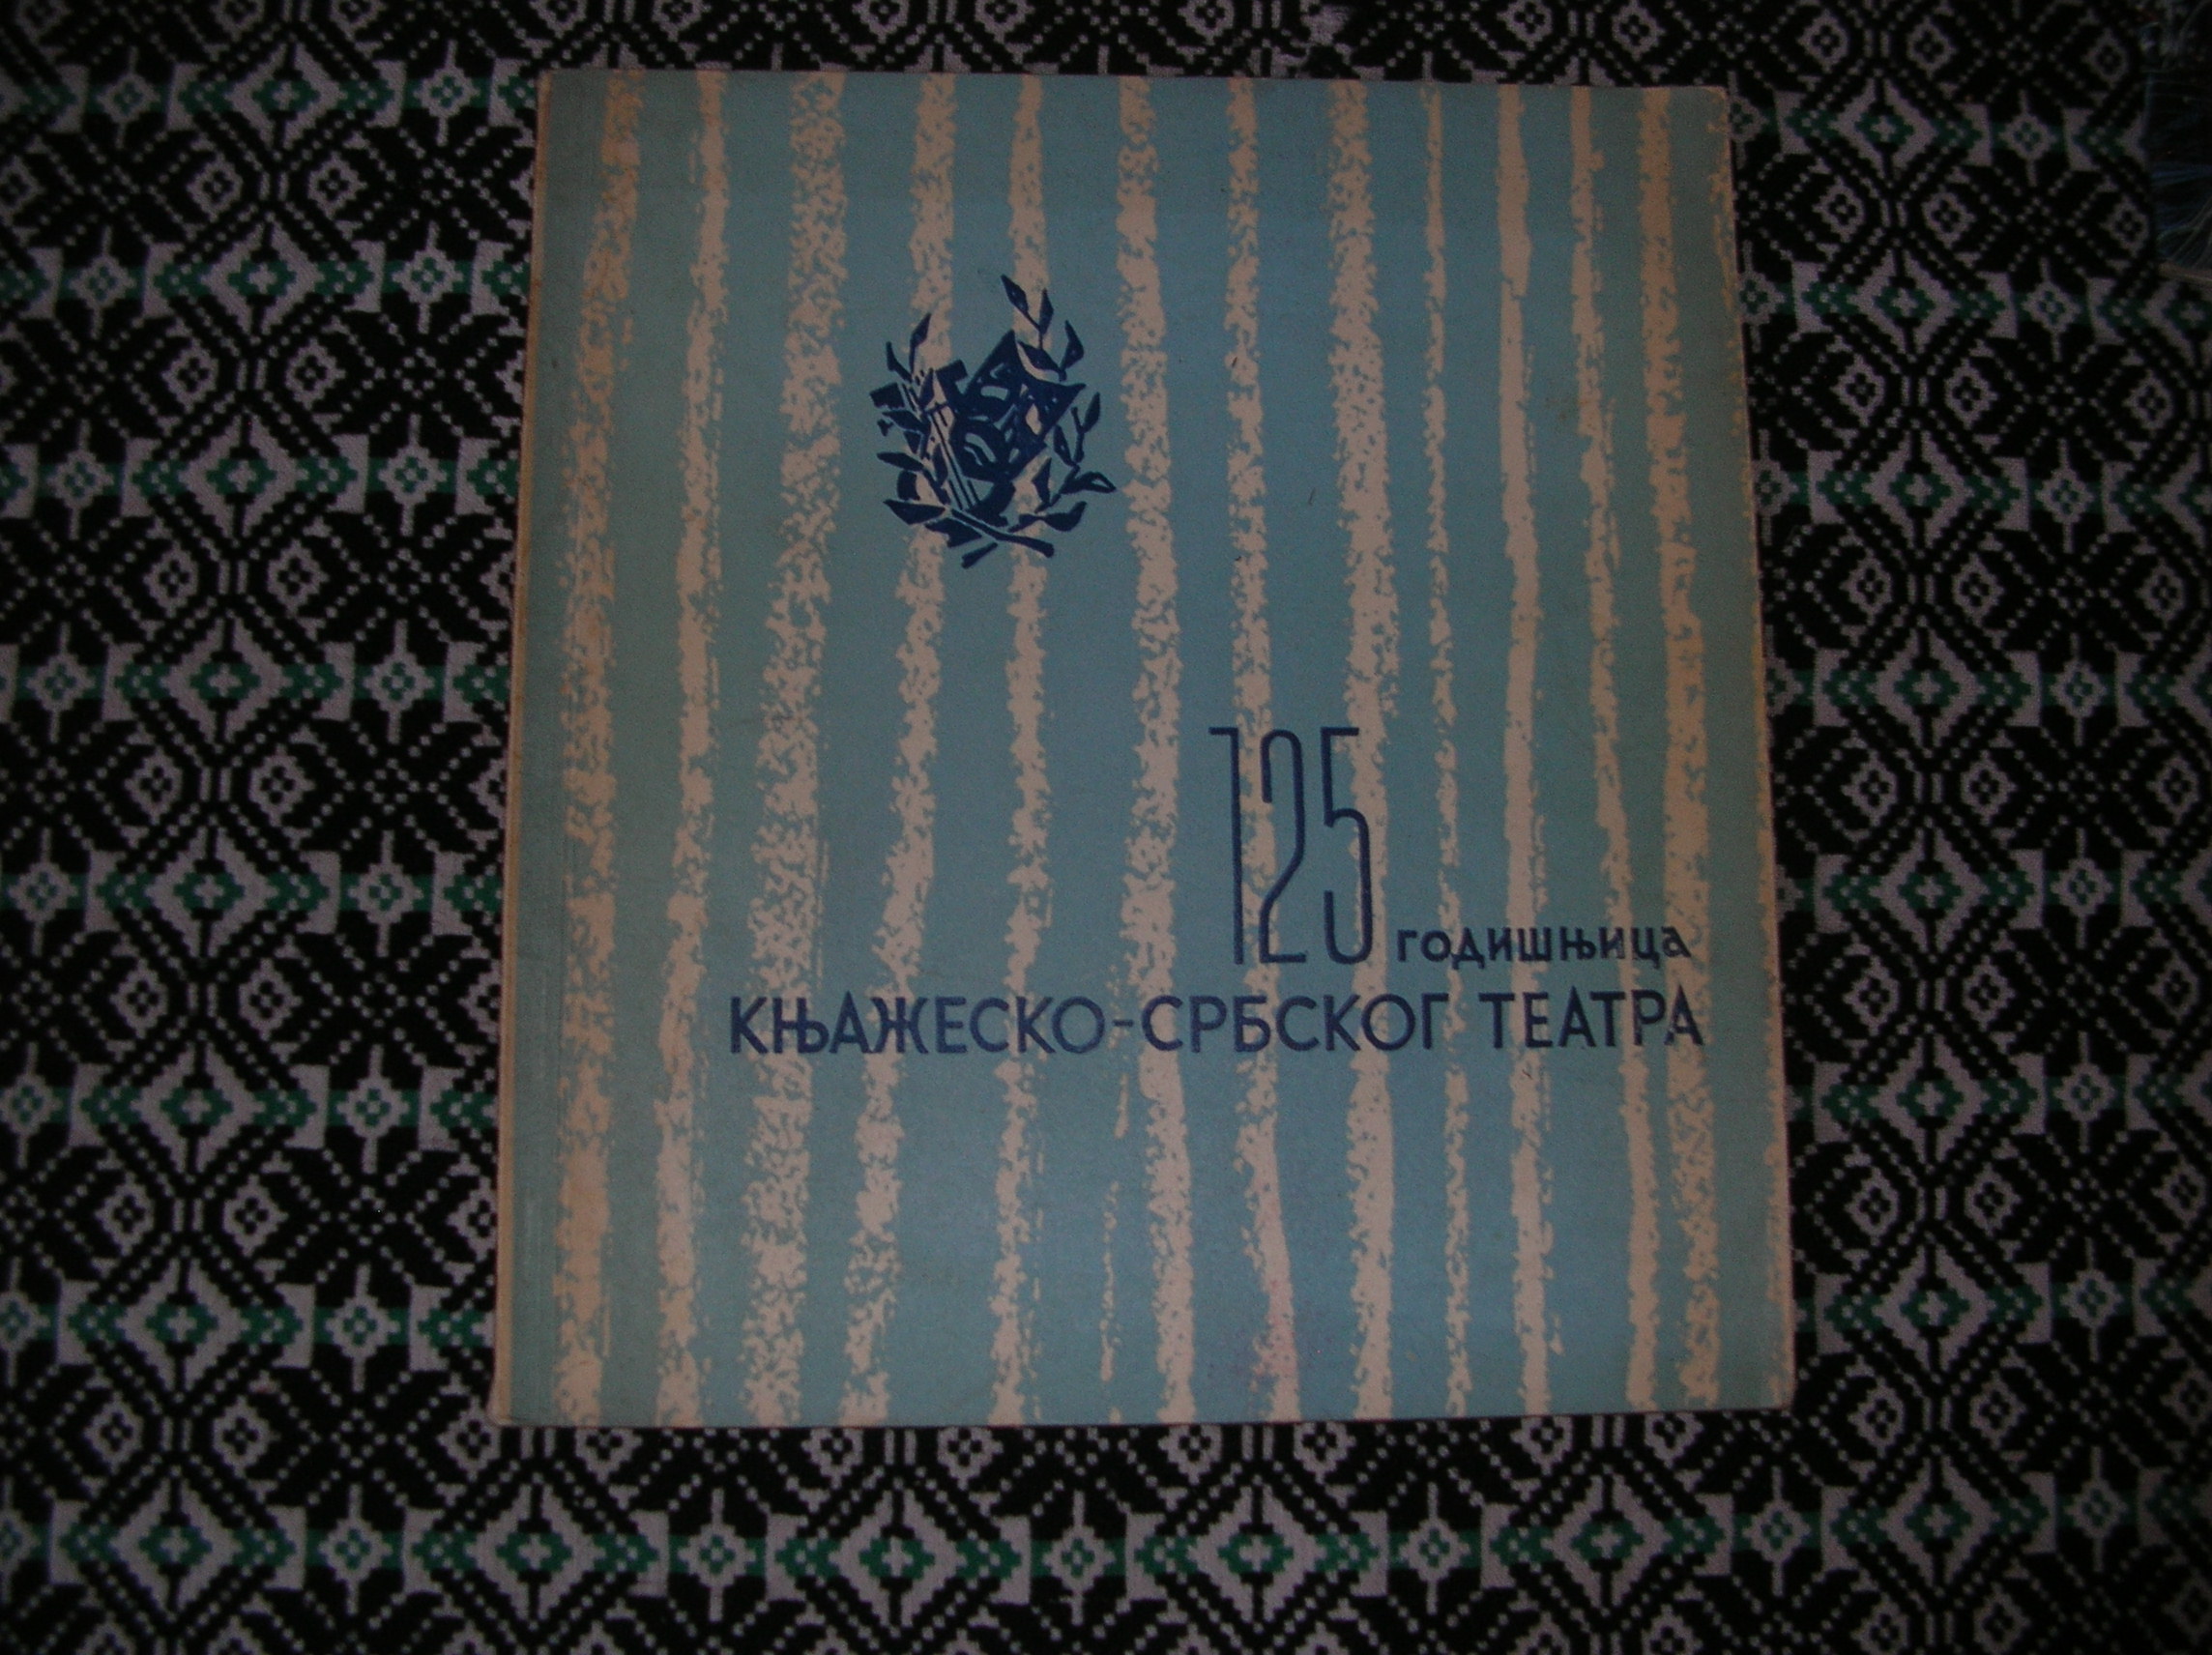 125 годишњица
КЊАЖЕСКО-СРБСКОГ ТЕАТРА